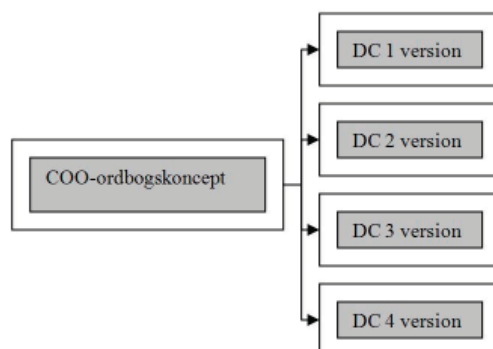 DC 1 version
DC 2 version
COO-ordbogskoncept
DC 3 version
DC 4 version